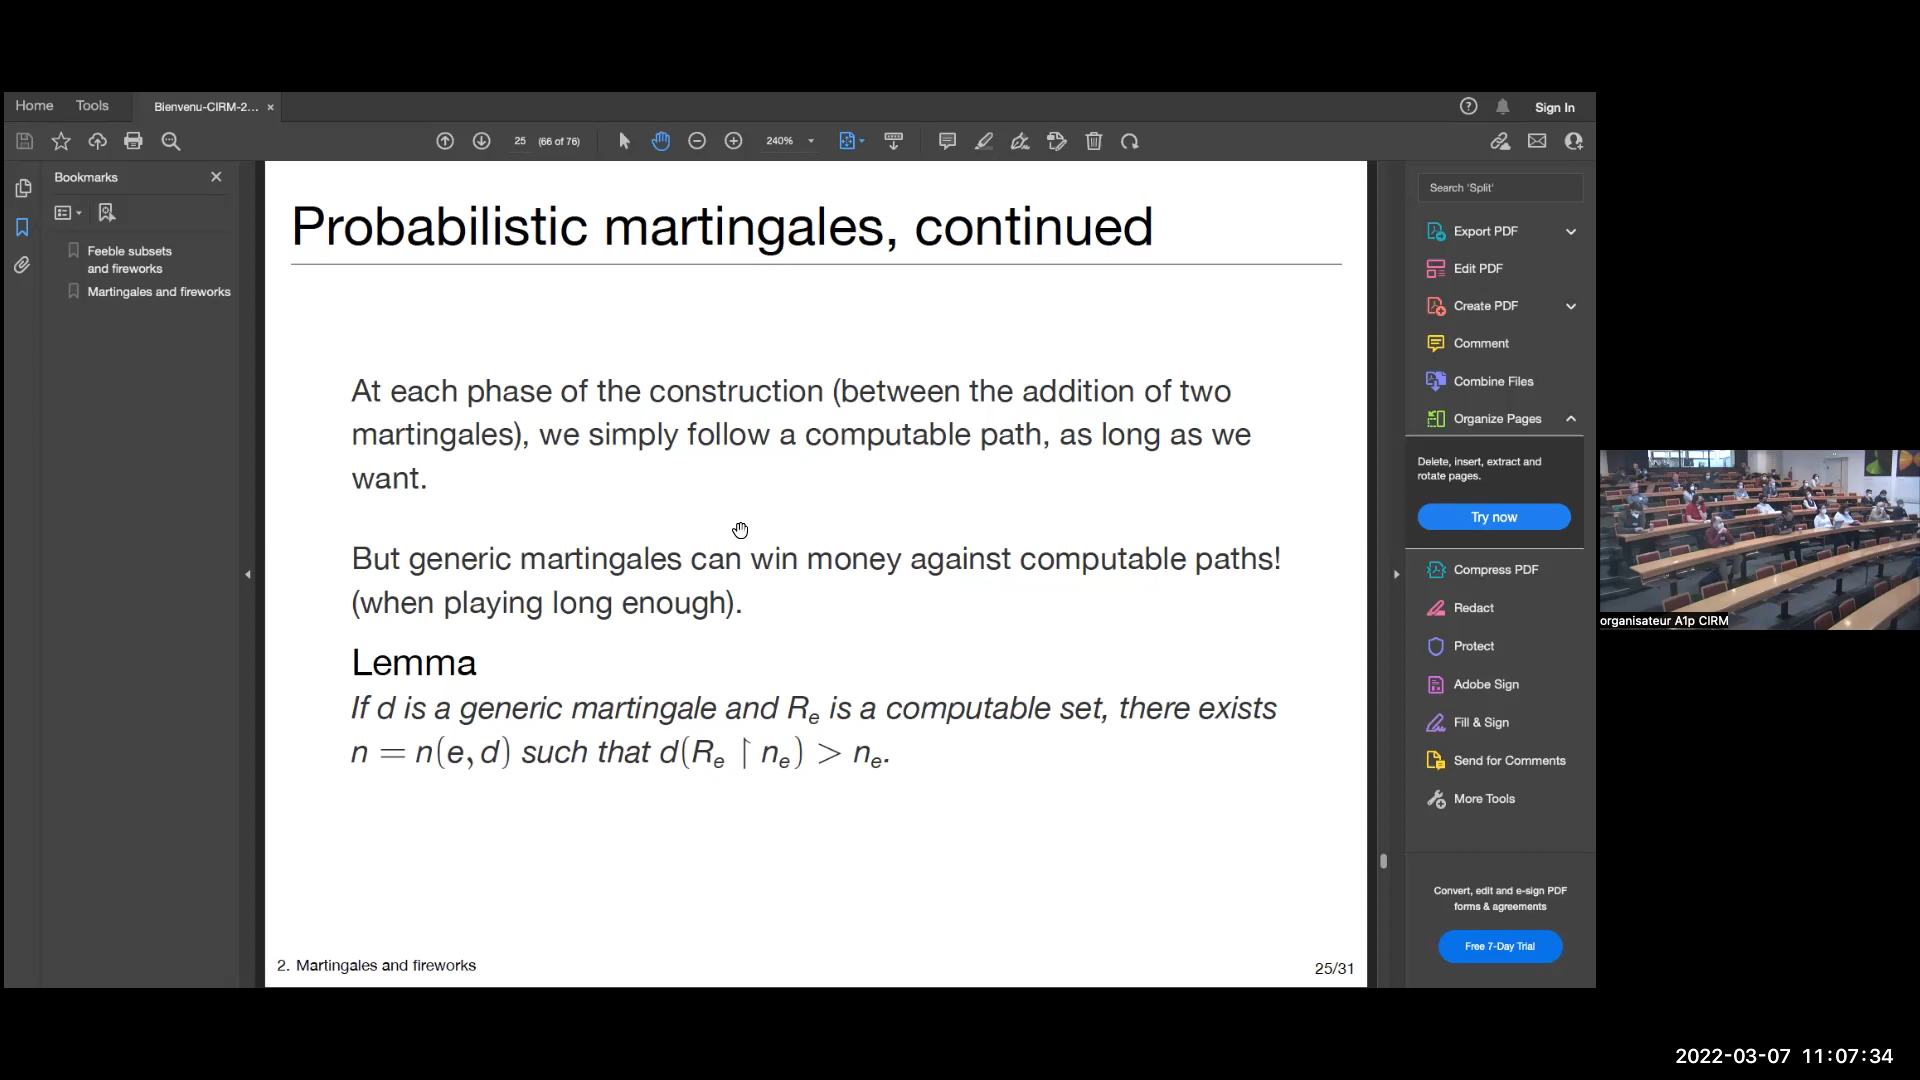 Home Tools Bienvenu-CIRM-2... × Sign In
25 (66 of 76) 240%
Bookmarks
Feeble subsets
and fireworks
Martingales and fireworks
Probabilistic martingales, continued
At each phase of the construction (between the addition of two
martingales), we simply follow a computable path, as long as we
want.
But generic martingales can win money against computable paths!
(when playing long enough).
Lemma
If d is a generic martingale and Rₑ is a computable set, there exists
n = n(e, d) such that d(Rₑ ↾ nₑ) > nₑ.
2. Martingales and fireworks
25/31
Search 'Split'
Export PDF
Edit PDF
Create PDF
Comment
Combine Files
Organize Pages
Delete, insert, extract and
rotate pages.
Try now
Compress PDF
Redact
Protect
Adobe Sign
Fill & Sign
Send for Comments
More Tools
Convert, edit and e-sign PDF
forms & agreements
Free 7-Day Trial
organisateur A1p CIRM
2022-03-07 11:07:34